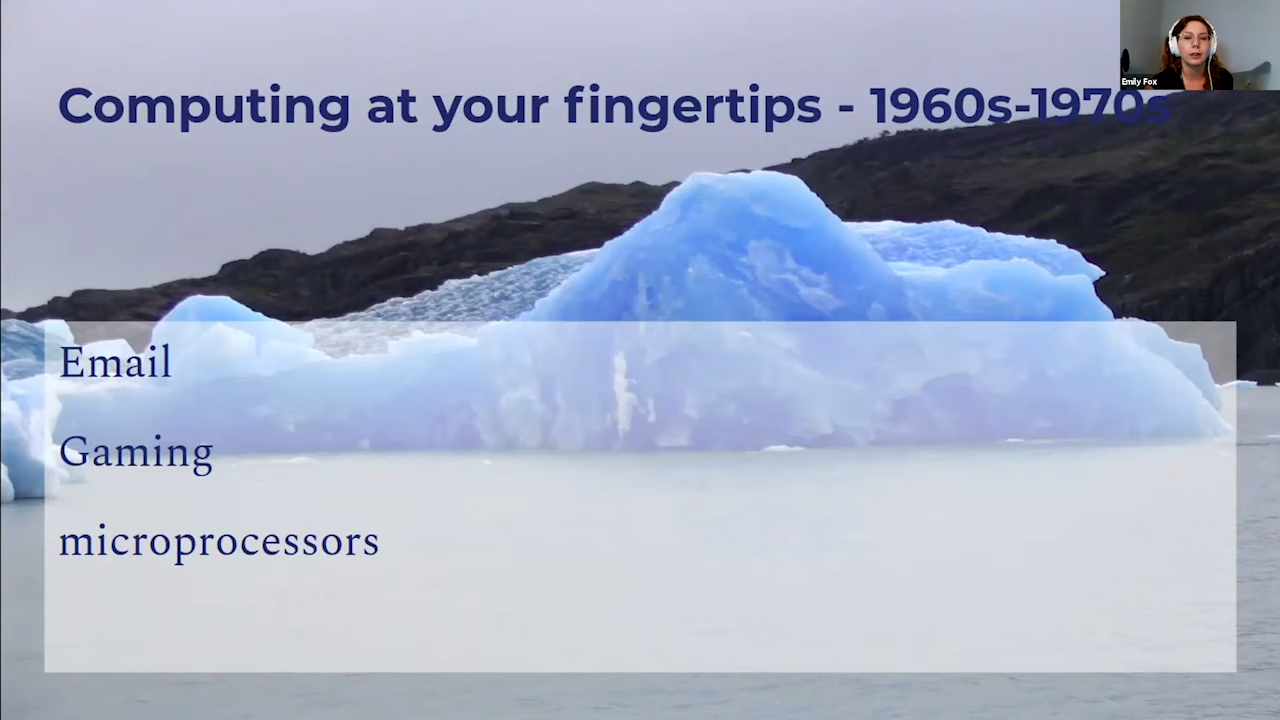 Emily Fox
Computing at your fingertips - 1960s-1970s
Email
Gaming
microprocessors